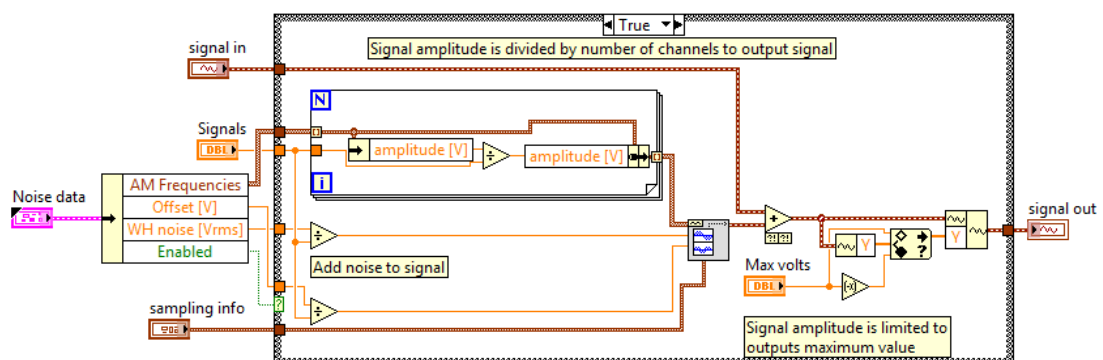 True
signal in
Signal amplitude is divided by number of channels to output signal
N
Signals
DBL
amplitude [V]
÷
amplitude [V]
i
Noise data
AM Frequencies
Offset [V]
WH noise [Vrms]
Enabled
÷
Add noise to signal
?
÷
sampling info
+
?! ?!
signal out
Y
Y
?
Max volts
DBL
(-x)
Signal amplitude is limited to
outputs maximum value